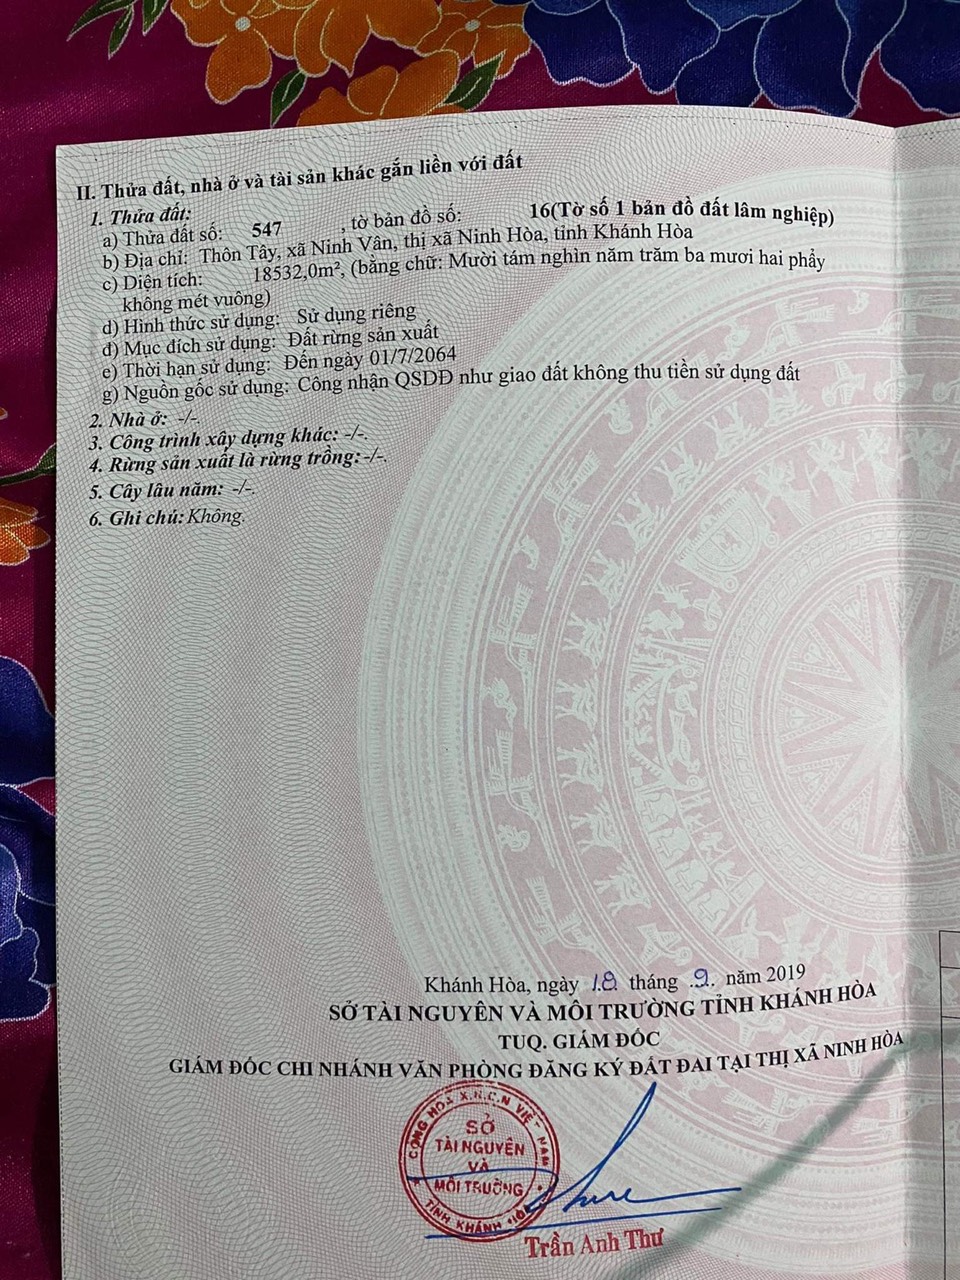 II. Thửa đất, nhà ở và tài sản khác gắn liền với đất
1. Thửa đất:
a) Thửa đất số: 547 , tờ bản đồ số: 16(Tờ số 1 bản đồ đất lâm nghiệp)
b) Địa chỉ: Thôn Tây, xã Ninh Vân, thị xã Ninh Hòa, tỉnh Khánh Hòa
c) Diện tích: 18532,0m², (bằng chữ: Mười tám nghìn năm trăm ba mươi hai phẩy
không mét vuông)
d) Hình thức sử dụng: Sử dụng riêng
đ) Mục đích sử dụng: Đất rừng sản xuất
e) Thời hạn sử dụng: Đến ngày 01/7/2064
g) Nguồn gốc sử dụng: Công nhận QSDĐ như giao đất không thu tiền sử dụng đất
2. Nhà ở: -/-.
3. Công trình xây dựng khác: -/-.
4. Rừng sản xuất là rừng trồng: -/-.
5. Cây lâu năm: -/-.
6. Ghi chú: Không.
Khánh Hòa, ngày 18 tháng .9. năm 2019
SỞ TÀI NGUYÊN VÀ MÔI TRƯỜNG TỈNH KHÁNH HÒA
TUQ. GIÁM ĐỐC
GIÁM ĐỐC CHI NHÁNH VĂN PHÒNG ĐĂNG KÝ ĐẤT ĐAI TẠI THỊ XÃ NINH HÒA
CỘNG HÒA X.H.C.N VIỆT NAM
SỞ
TÀI NGUYÊN
VÀ
MÔI TRƯỜNG
TỈNH KHÁNH HÒA
Trần Anh Thư